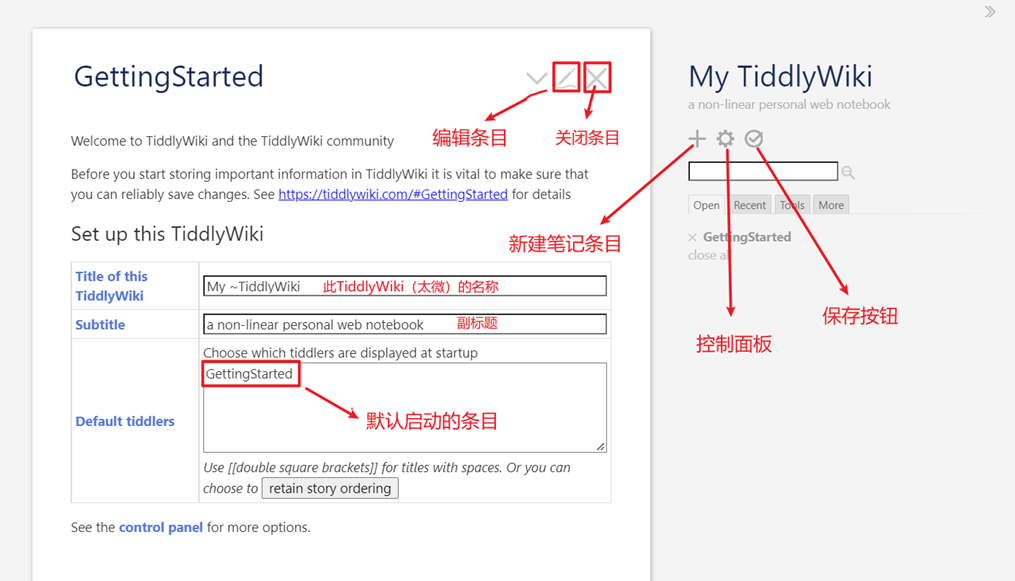 GettingStarted
编辑条目
关闭条目
Welcome to TiddlyWiki and the TiddlyWiki community
Before you start storing important information in TiddlyWiki it is vital to make sure that
you can reliably save changes. See https://tiddlywiki.com/#GettingStarted for details
新建笔记条目
Set up this TiddlyWiki
Title of this
TiddlyWiki
My ~TiddlyWiki
此TiddlyWiki（太微）的名称
Subtitle
a non-linear personal web notebook
副标题
Default tiddlers
Choose which tiddlers are displayed at startup
GettingStarted
默认启动的条目
Use [[double square brackets]] for titles with spaces. Or you can
choose to retain story ordering
See the control panel for more options.
My TiddlyWiki
a non-linear personal web notebook
Open Recent Tools More
GettingStarted
close all
控制面板
保存按钮